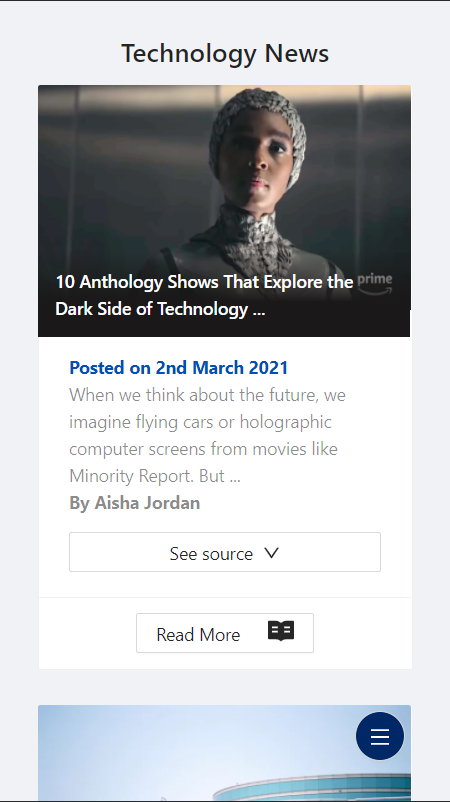 Technology News
10 Anthology Shows That Explore the
prime
Dark Side of Technology ...
Posted on 2nd March 2021
When we think about the future, we
imagine flying cars or holographic
computer screens from movies like
Minority Report. But ...
By Aisha Jordan
See source
Read More